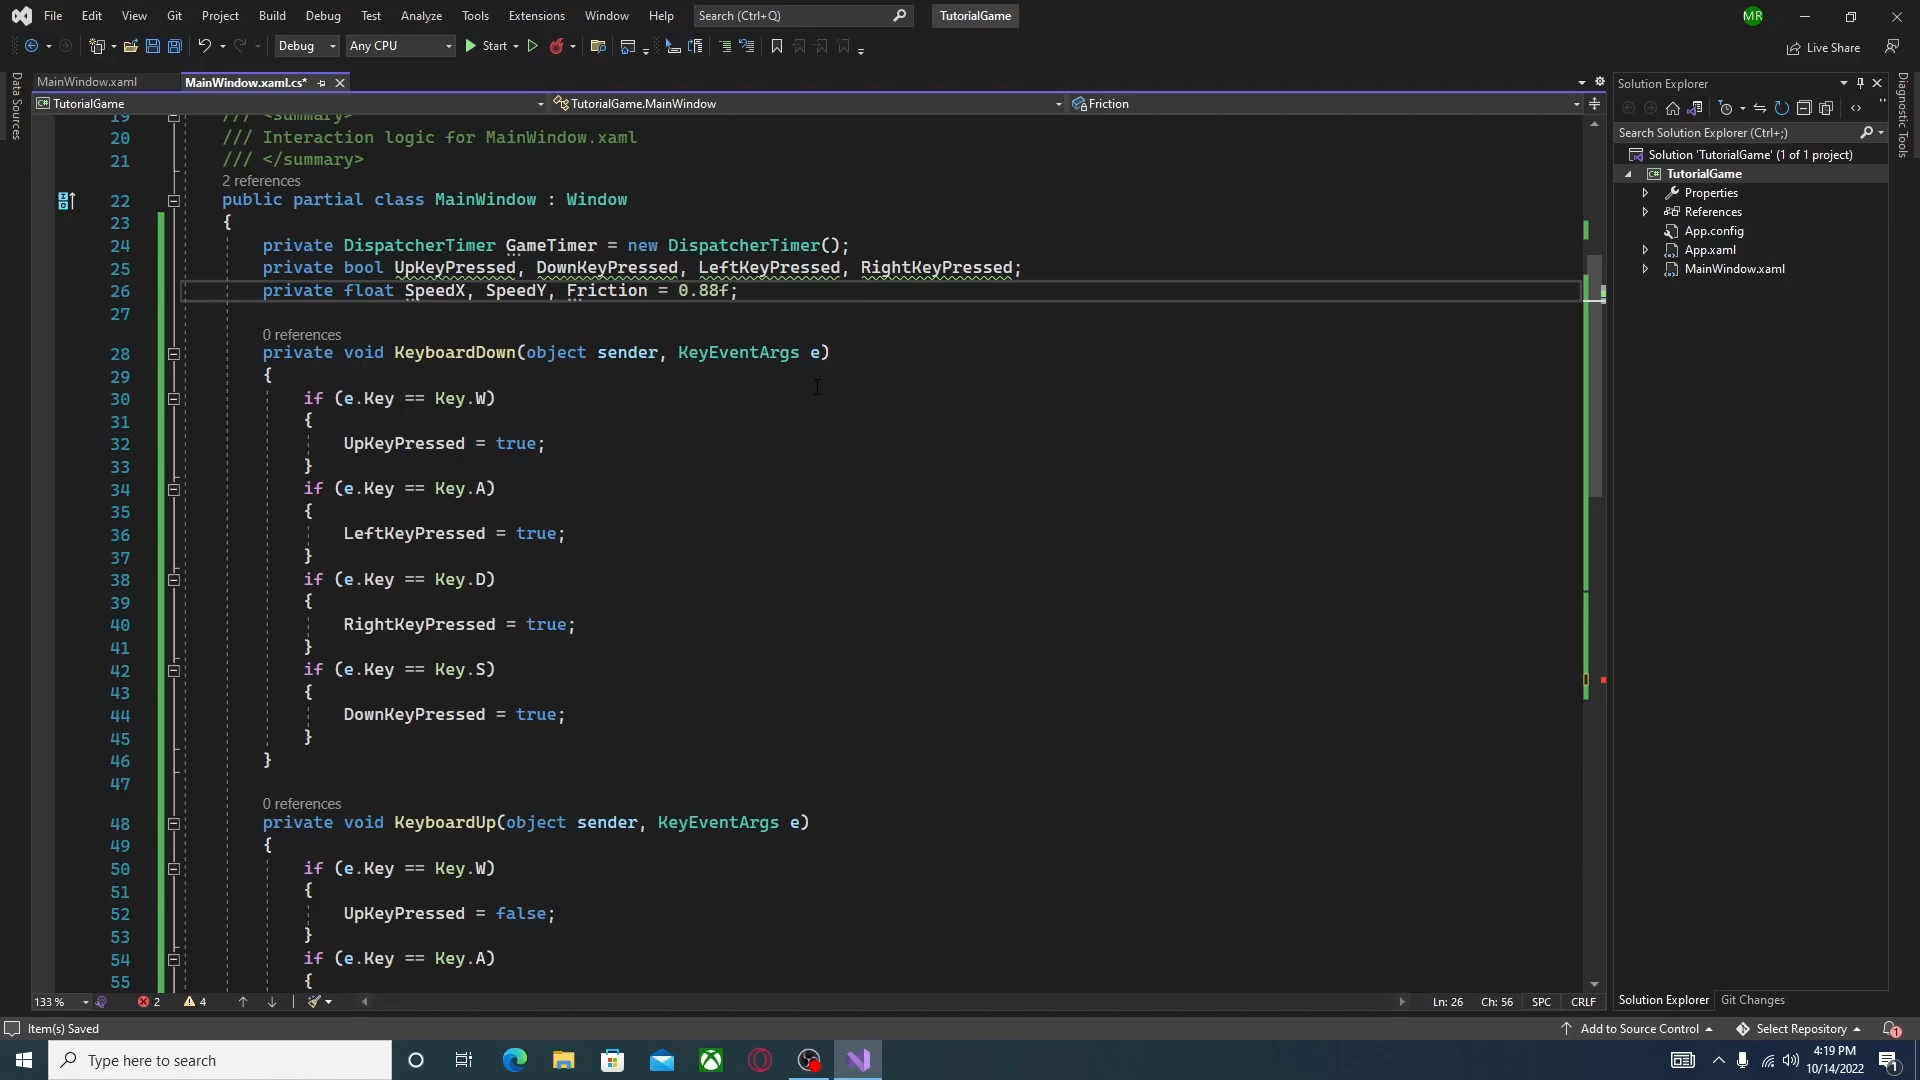 File Edit View Git Project Build Debug Test Analyze Tools Extensions Window Help Search (Ctrl+Q) TutorialGame MR
Debug Any CPU Start Live Share
MainWindow.xaml MainWindow.xaml.cs*
TutorialGame TutorialGame.MainWindow Friction
19 /// <summary>
20 /// Interaction logic for MainWindow.xaml
21 /// </summary>
2 references
22 public partial class MainWindow : Window
23 {
24 private DispatcherTimer GameTimer = new DispatcherTimer();
25 private bool UpKeyPressed, DownKeyPressed, LeftKeyPressed, RightKeyPressed;
26 private float SpeedX, SpeedY, Friction = 0.88f;
27
0 references
28 private void KeyboardDown(object sender, KeyEventArgs e)
29 {
30 if (e.Key == Key.W)
31 {
32 UpKeyPressed = true;
33 }
34 if (e.Key == Key.A)
35 {
36 LeftKeyPressed = true;
37 }
38 if (e.Key == Key.D)
39 {
40 RightKeyPressed = true;
41 }
42 if (e.Key == Key.S)
43 {
44 DownKeyPressed = true;
45 }
46 }
47
0 references
48 private void KeyboardUp(object sender, KeyEventArgs e)
49 {
50 if (e.Key == Key.W)
51 {
52 UpKeyPressed = false;
53 }
54 if (e.Key == Key.A)
55 {
133 % 2 4 Ln: 26 Ch: 56 SPC CRLF
Data Sources
Solution Explorer
Search Solution Explorer (Ctrl+;)
Solution 'TutorialGame' (1 of 1 project)
TutorialGame
Properties
References
App.config
App.xaml
MainWindow.xaml
Solution Explorer Git Changes
Diagnostic Tools
Item(s) Saved Add to Source Control Select Repository 1
Type here to search
4:19 PM
10/14/2022
1